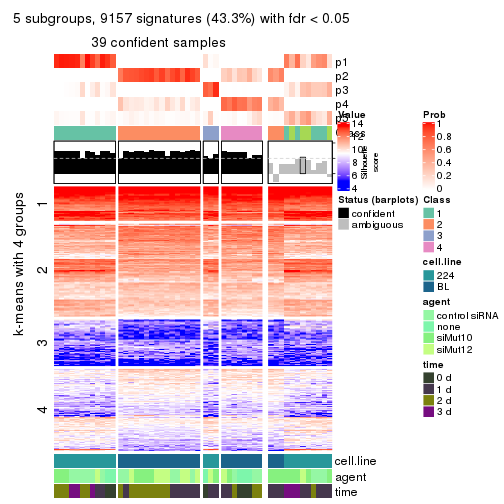 5 subgroups, 9157 signatures (43.3%) with fdr < 0.05
39 confident samples
p1
p2
p3
p4
Value
14
12
10
8
6
4
Silhouette
score
Prob
1
0.8
0.6
0.4
0.2
0
Status (barplots)
confident
ambiguous
Class
1
2
3
4
cell.line
224
BL
agent
control siRNA
none
siMut10
siMut12
time
0 d
1 d
2 d
3 d
k-means with 4 groups
1
2
3
4
cell.line
agent
time